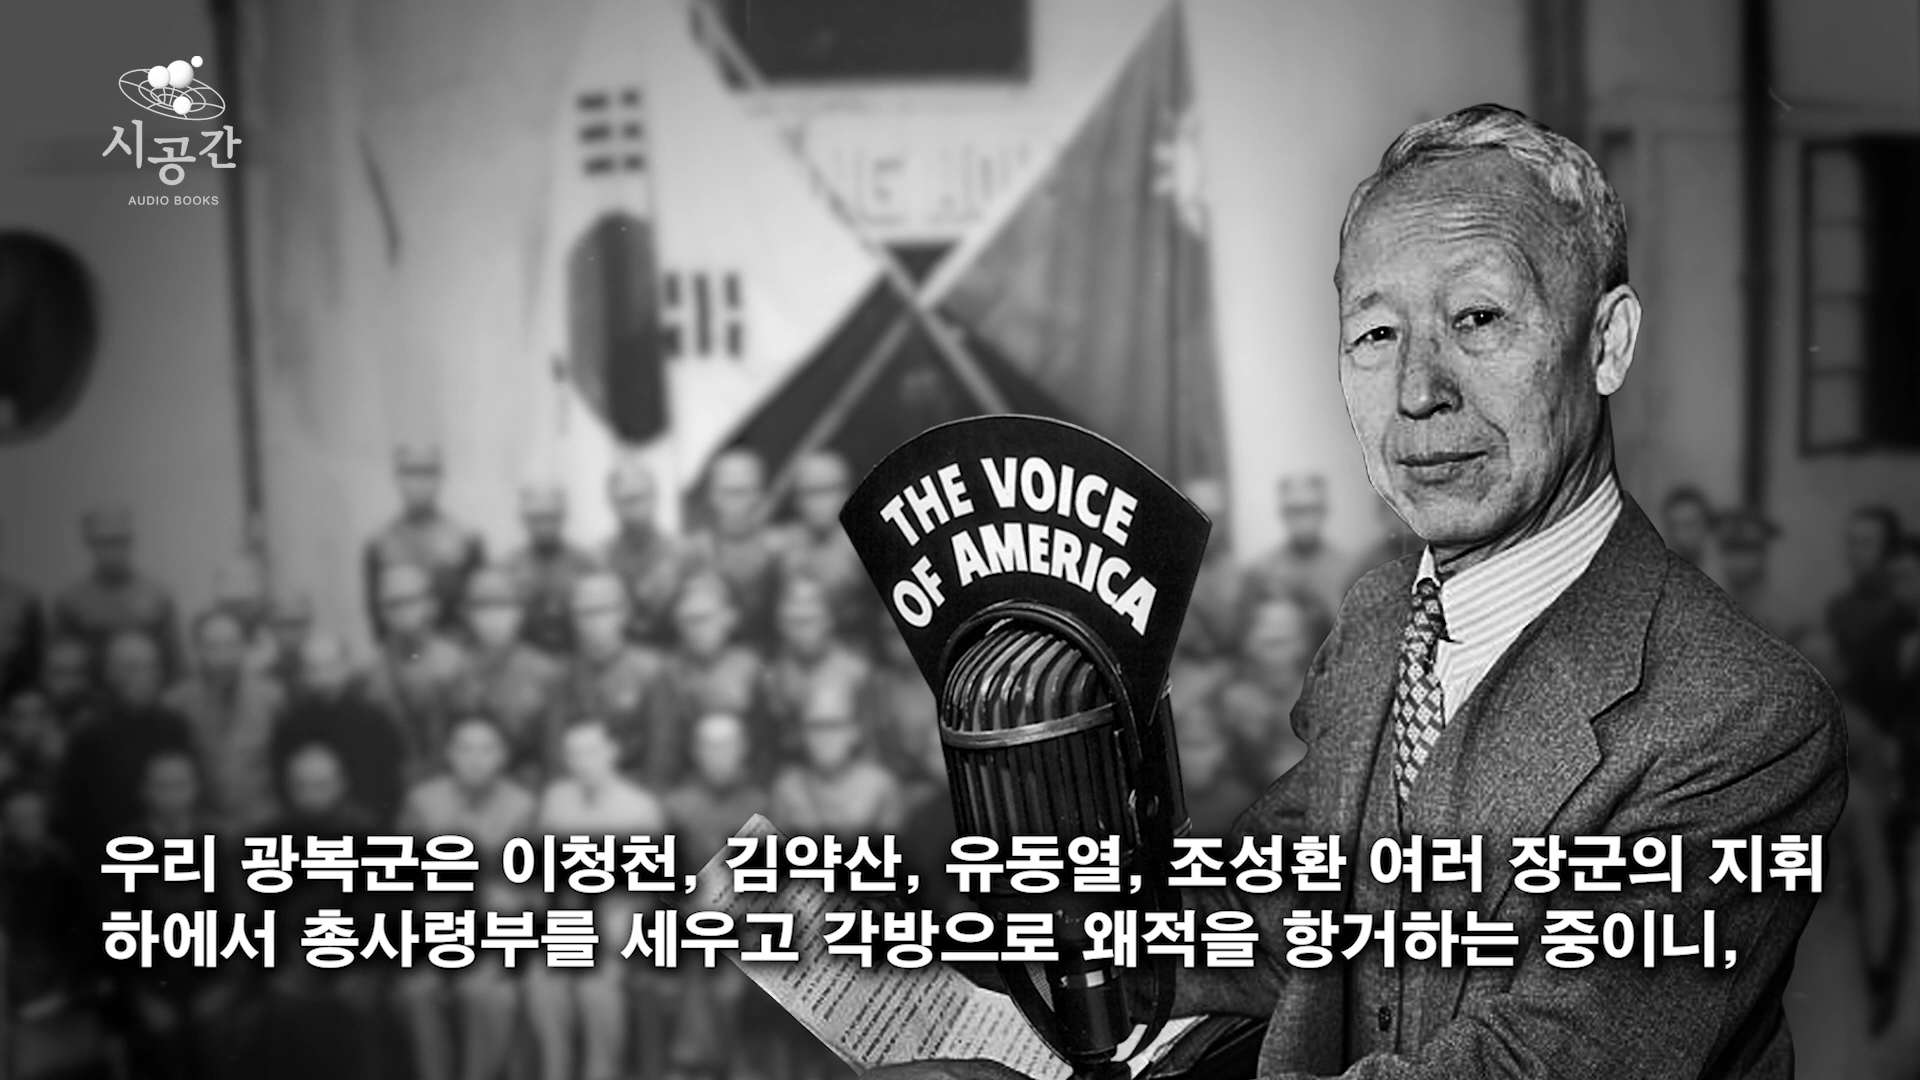 시공간
AUDIO BOOKS
THE VOICE
OF AMERICA
우리 광복군은 이청천, 김약산, 유동열, 조성환 여러 장군의 지휘
하에서 총사령부를 세우고 각방으로 왜적을 항거하는 중이니,